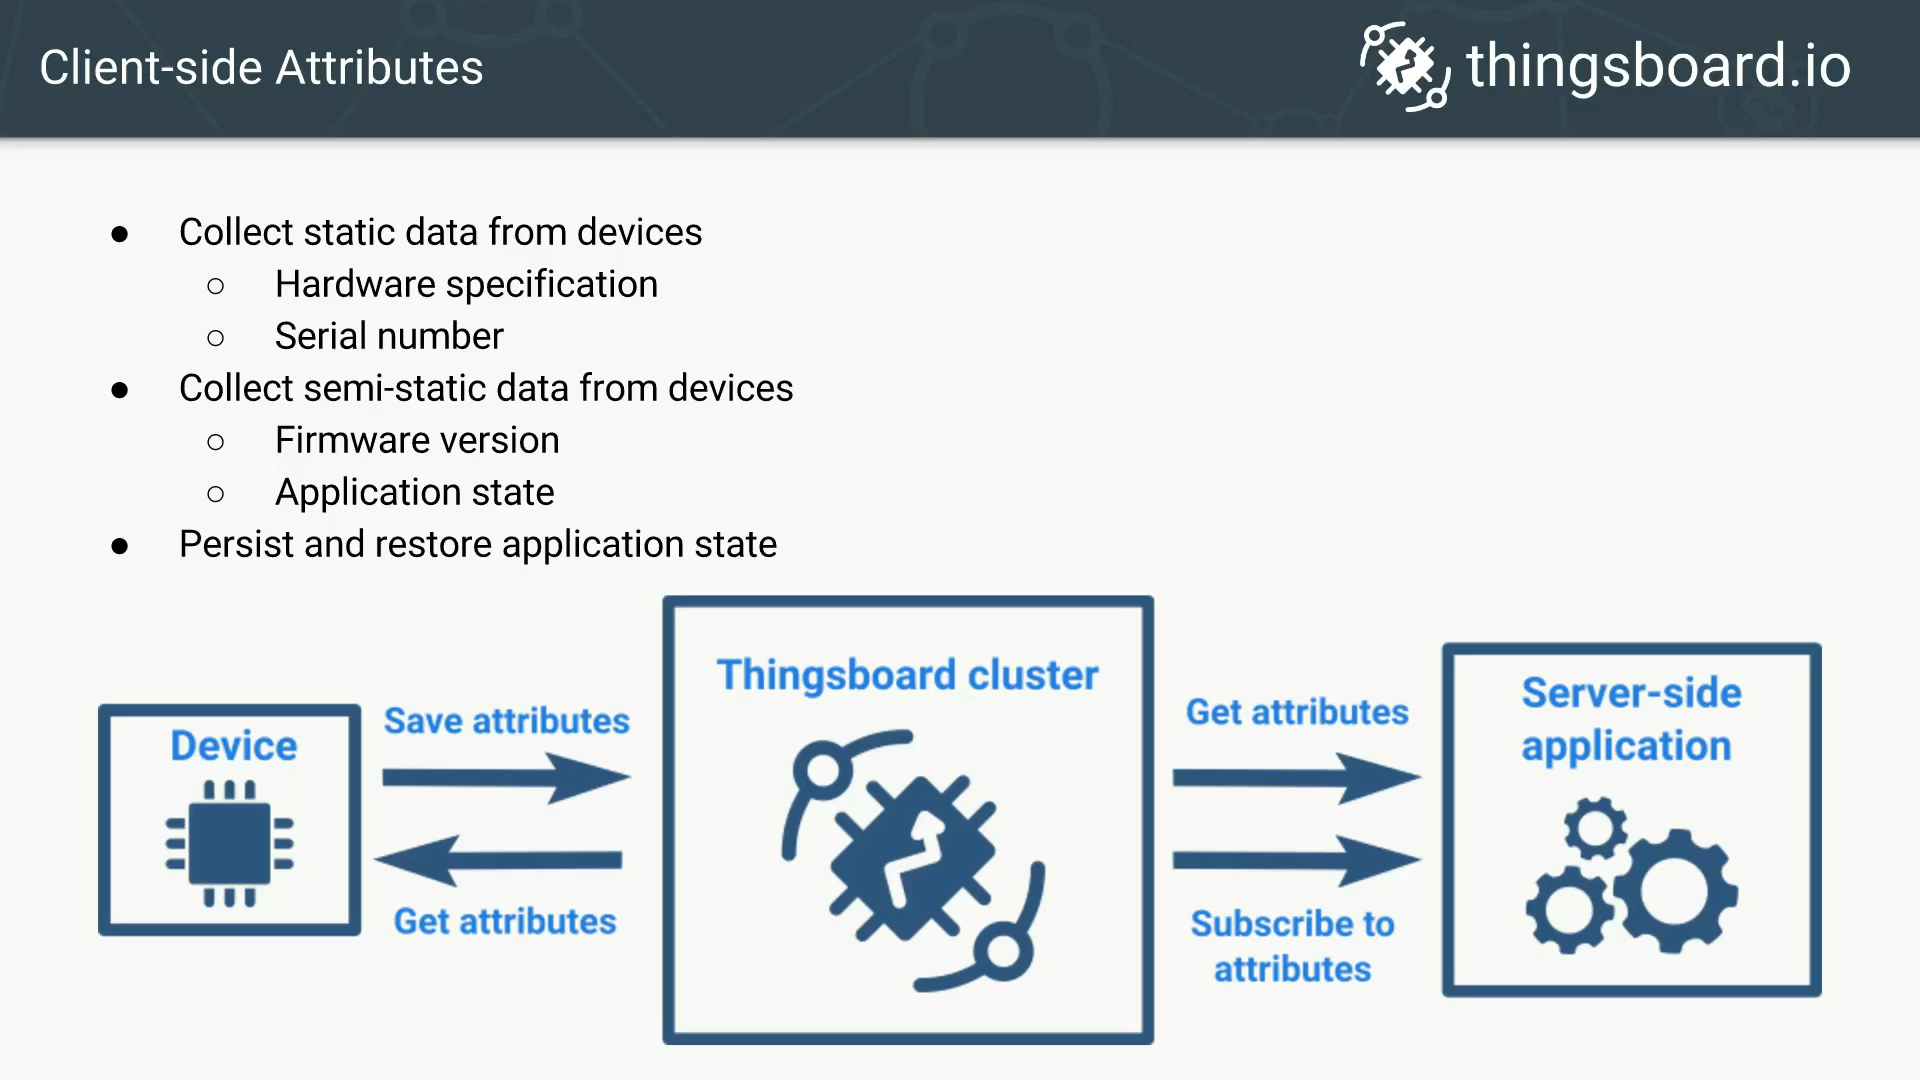 Client-side Attributes
thingsboard.io
● Collect static data from devices
○ Hardware specification
○ Serial number
● Collect semi-static data from devices
○ Firmware version
○ Application state
● Persist and restore application state
Device
Save attributes
Get attributes
Thingsboard cluster
Get attributes
Subscribe to
attributes
Server-side
application